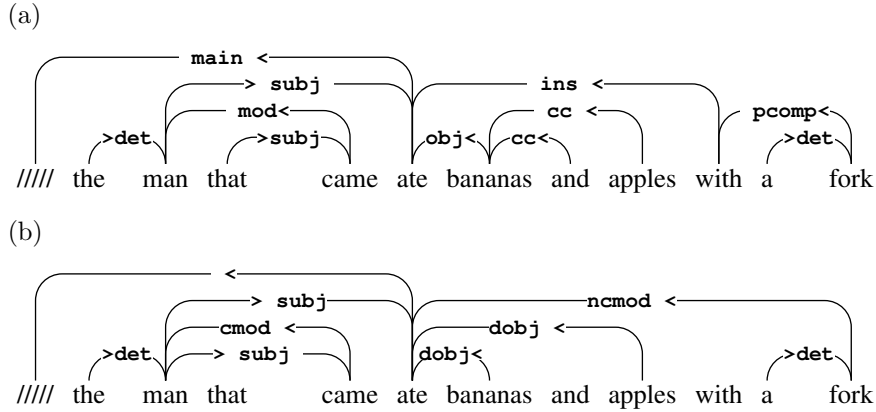 (a)
main <
> subj ins <
mod< cc < pcomp<
>det >subj obj< cc< >det
///// the man that came ate bananas and apples with a fork
(b)
<
> subj ncmod <
cmod < dobj <
>det > subj dobj< >det
///// the man that came ate bananas and apples with a fork